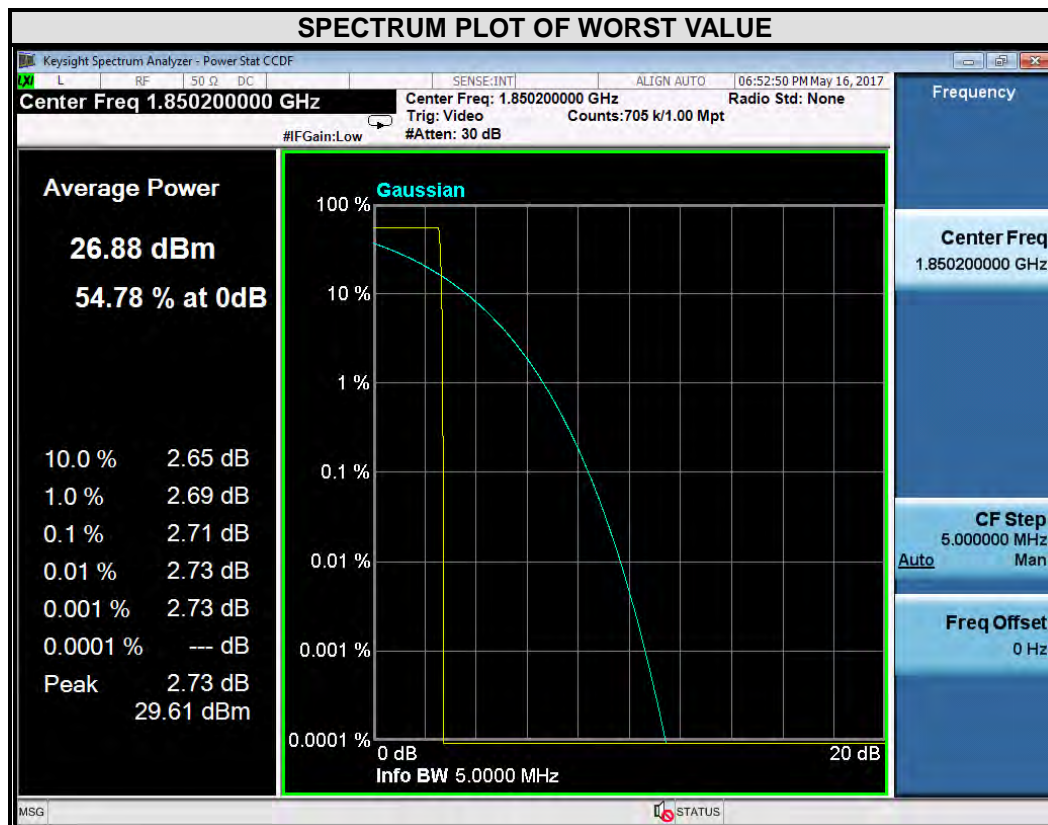 SPECTRUM PLOT OF WORST VALUE
Keysight Spectrum Analyzer - Power Stat CCDF
LXI L RF 50 Ω DC SENSE:INT ALIGN AUTO 06:52:50 PM May 16, 2017
Center Freq 1.850200000 GHz
Center Freq: 1.850200000 GHz Radio Std: None
Trig: Video Counts:705 k/1.00 Mpt
#IFGain:Low #Atten: 30 dB
Average Power
26.88 dBm
54.78 % at 0dB
10.0 % 2.65 dB
1.0 % 2.69 dB
0.1 % 2.71 dB
0.01 % 2.73 dB
0.001 % 2.73 dB
0.0001 % --- dB
Peak 2.73 dB
29.61 dBm
Gaussian
100 %
10 %
1 %
0.1 %
0.01 %
0.001 %
0.0001 %
0 dB 20 dB
Info BW 5.0000 MHz
Frequency
Center Freq
1.850200000 GHz
CF Step
5.000000 MHz
Auto Man
Freq Offset
0 Hz
MSG STATUS